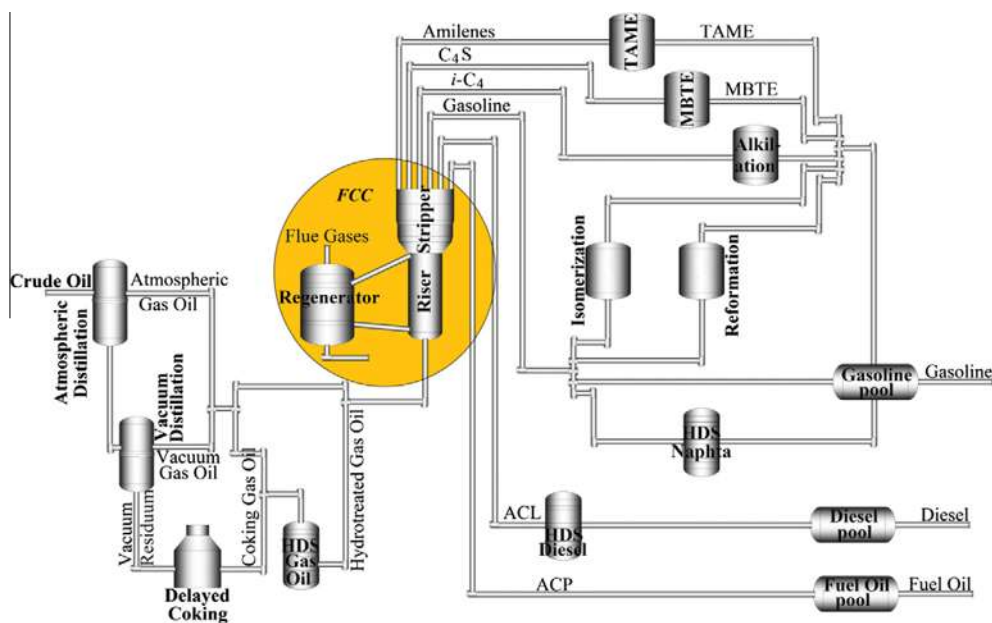 Amilenes
TAME
TAME
C₄S
MBTE
MBTE
i-C₄
Gasoline
Alkil-
ation
FCC
Stripper
Flue Gases
Regenerator
Riser
Isomerization
Reformation
Crude Oil
Atmospheric
Gas Oil
Atmospheric
Distillation
Vacuum
Distillation
Vacuum
Gas Oil
Vacuum
Residuum
Coking Gas Oil
Hydrotreated Gas Oil
HDS
Gas
Oil
Delayed
Coking
Gasoline
pool
Gasoline
HDS
Naphta
ACL
HDS
Diesel
Diesel
pool
Diesel
ACP
Fuel Oil
pool
Fuel Oil